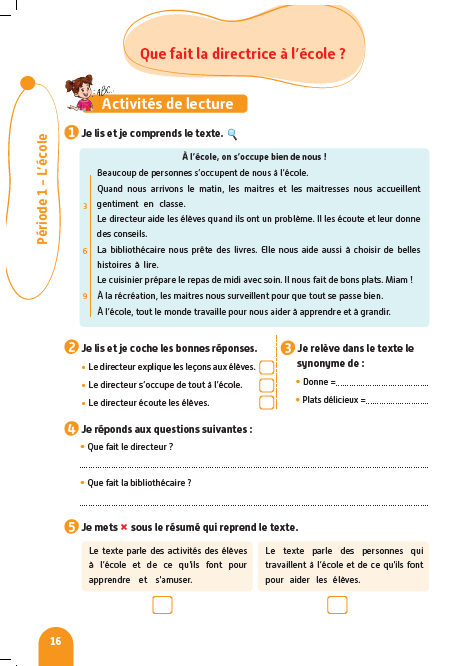 Que fait la directrice à l'école ?
ABC..
Activités de lecture
Période 1 - L'école
1 Je lis et je comprends le texte.
À l'école, on s'occupe bien de nous !
Beaucoup de personnes s'occupent de nous à l'école.
Quand nous arrivons le matin, les maitres et les maitresses nous accueillent
3 gentiment en classe.
Le directeur aide les élèves quand ils ont un problème. Il les écoute et leur donne
des conseils.
6 La bibliothécaire nous prête des livres. Elle nous aide aussi à choisir de belles
histoires à lire.
Le cuisinier prépare le repas de midi avec soin. Il nous fait de bons plats. Miam !
9 À la récréation, les maitres nous surveillent pour que tout se passe bien.
À l'école, tout le monde travaille pour nous aider à apprendre et à grandir.
2 Je lis et je coche les bonnes réponses.
• Le directeur explique les leçons aux élèves.
• Le directeur s'occupe de tout à l'école.
• Le directeur écoute les élèves.
3 Je relève dans le texte le
synonyme de :
• Donne =....................................
• Plats délicieux =........................
4 Je réponds aux questions suivantes :
• Que fait le directeur ?
• Que fait la bibliothécaire ?
5 Je mets × sous le résumé qui reprend le texte.
Le texte parle des activités des élèves
à l'école et de ce qu'ils font pour
apprendre et s'amuser.
Le texte parle des personnes qui
travaillent à l'école et de ce qu'ils font
pour aider les élèves.
16